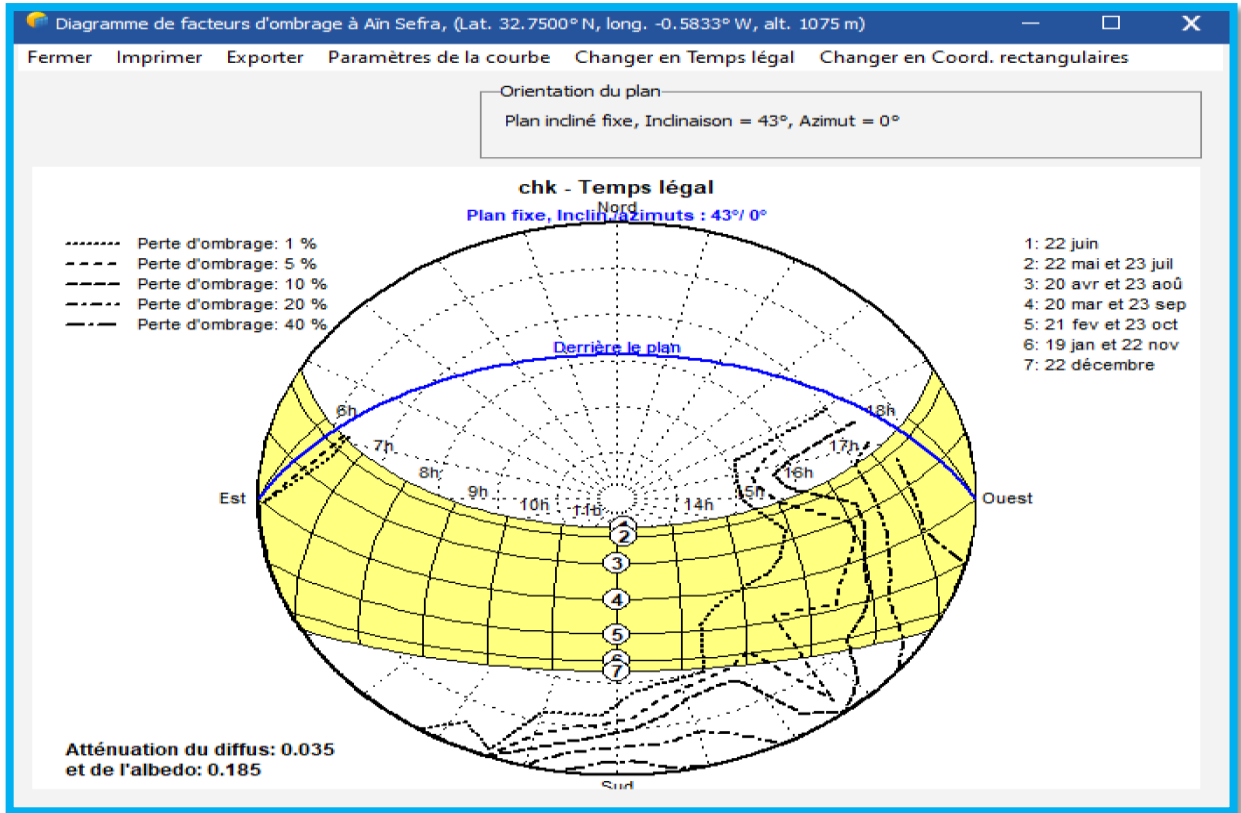 Diagramme de facteurs d'ombrage à Aïn Sefra, (Lat. 32.7500° N, long. -0.5833° W, alt. 1075 m)
Fermer Imprimer Exporter Paramètres de la courbe Changer en Temps légal Changer en Coord. rectangulaires
Orientation du plan
Plan incliné fixe, Inclinaison = 43°, Azimut = 0°
chk - Temps légal
Plan fixe, Inclin./azimuts : 43°/ 0°
Nord
Perte d'ombrage: 1 %
Perte d'ombrage: 5 %
Perte d'ombrage: 10 %
Perte d'ombrage: 20 %
Perte d'ombrage: 40 %
1: 22 juin
2: 22 mai et 23 juil
3: 20 avr et 23 aoû
4: 20 mar et 23 sep
5: 21 fev et 23 oct
6: 19 jan et 22 nov
7: 22 décembre
Derrière le plan
6h
7h
8h
9h
10h
11h
14h
15h
16h
17h
18h
Est
Ouest
1
2
3
4
5
6
7
Atténuation du diffus: 0.035
et de l'albedo: 0.185
Sud